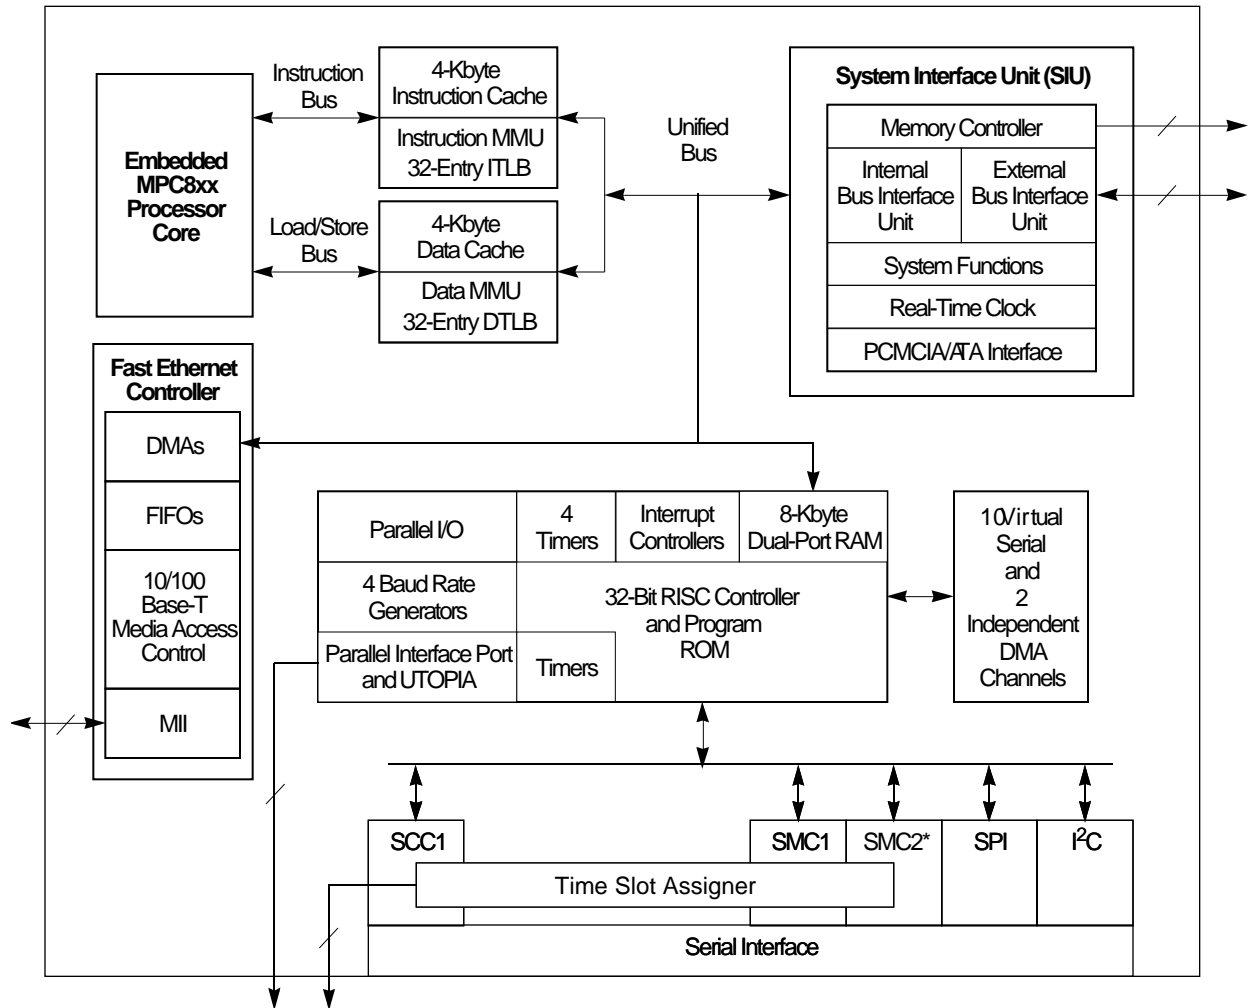 Instruction
Bus
4-Kbyte
Instruction Cache
Instruction MMU
32-Entry ITLB
Embedded
MPC8xx
Processor
Core
Load/Store
Bus
4-Kbyte
Data Cache
Data MMU
32-Entry DTLB
Unified
Bus
System Interface Unit (SIU)
Memory Controller
Internal
Bus Interface
Unit
External
Bus Interface
Unit
System Functions
Real-Time Clock
PCMCIA/ATA Interface
Fast Ethernet
Controller
DMAs
FIFOs
10/100
Base-T
Media Access
Control
MII
Parallel I/O
4
Timers
Interrupt
Controllers
8-Kbyte
Dual-Port RAM
4 Baud Rate
Generators
32-Bit RISC Controller
and Program
ROM
Parallel Interface Port
and UTOPIA
Timers
10 Virtual
Serial
and
2
Independent
DMA
Channels
SCC1
SMC1
SMC2*
SPI
I²C
Time Slot Assigner
Serial Interface